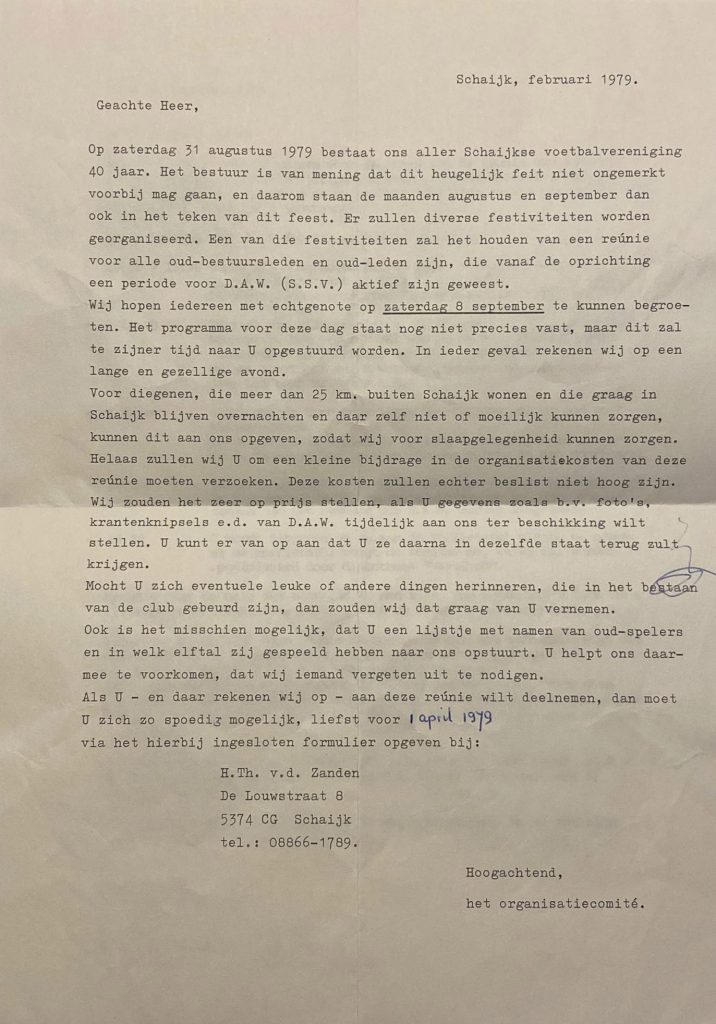 Schaijk, februari 1979.
Geachte Heer,
Op zaterdag 31 augustus 1979 bestaat ons aller Schaijkse voetbalvereniging
40 jaar. Het bestuur is van mening dat dit heugelijk feit niet ongemerkt
voorbij mag gaan, en daarom staan de maanden augustus en september dan
ook in het teken van dit feest. Er zullen diverse festiviteiten worden
georganiseerd. Een van die festiviteiten zal het houden van een reúnie
voor alle oud-bestuursleden en oud-leden zijn, die vanaf de oprichting
een periode voor D.A.W. (S.S.V.) aktief zijn geweest.
Wij hopen iedereen met echtgenote op zaterdag 8 september te kunnen begroe-
ten. Het programma voor deze dag staat nog niet precies vast, maar dit zal
te zijner tijd naar U opgestuurd worden. In ieder geval rekenen wij op een
lange en gezellige avond.
Voor diegenen, die meer dan 25 km. buiten Schaijk wonen en die graag in
Schaijk blijven overnachten en daar zelf niet of moeilijk kunnen zorgen,
kunnen dit aan ons opgeven, zodat wij voor slaapgelegenheid kunnen zorgen.
Helaas zullen wij U om een kleine bijdrage in de organisatiekosten van deze
reúnie moeten verzoeken. Deze kosten zullen echter beslist niet hoog zijn.
Wij zouden het zeer op prijs stellen, als U gegevens zoals b.v. foto's,
krantenknipsels e.d. van D.A.W. tijdelijk aan ons ter beschikking wilt
stellen. U kunt er van op aan dat U ze daarna in dezelfde staat terug zult
krijgen.
Mocht U zich eventuele leuke of andere dingen herinneren, die in het bestaan
van de club gebeurd zijn, dan zouden wij dat graag van U vernemen.
Ook is het misschien mogelijk, dat U een lijstje met namen van oud-spelers
en in welk elftal zij gespeeld hebben naar ons opstuurt. U helpt ons daar-
mee te voorkomen, dat wij iemand vergeten uit te nodigen.
Als U - en daar rekenen wij op - aan deze reúnie wilt deelnemen, dan moet
U zich zo spoedig mogelijk, liefst voor 1 april 1979
via het hierbij ingesloten formulier opgeven bij:
H.Th. v.d. Zanden
De Louwstraat 8
5374 CG Schaijk
tel.: 08866-1789.
Hoogachtend,
het organisatiecomité.